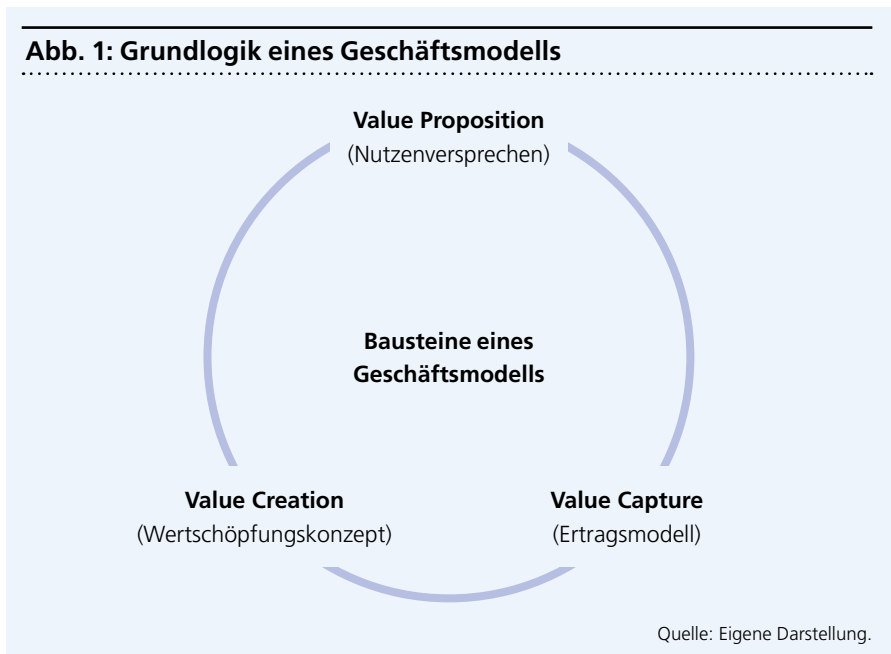 Abb. 1: Grundlogik eines Geschäftsmodells
Value Proposition
(Nutzenversprechen)
Bausteine eines
Geschäftsmodells
Value Creation
(Wertschöpfungskonzept)
Value Capture
(Ertragsmodell)
Quelle: Eigene Darstellung.